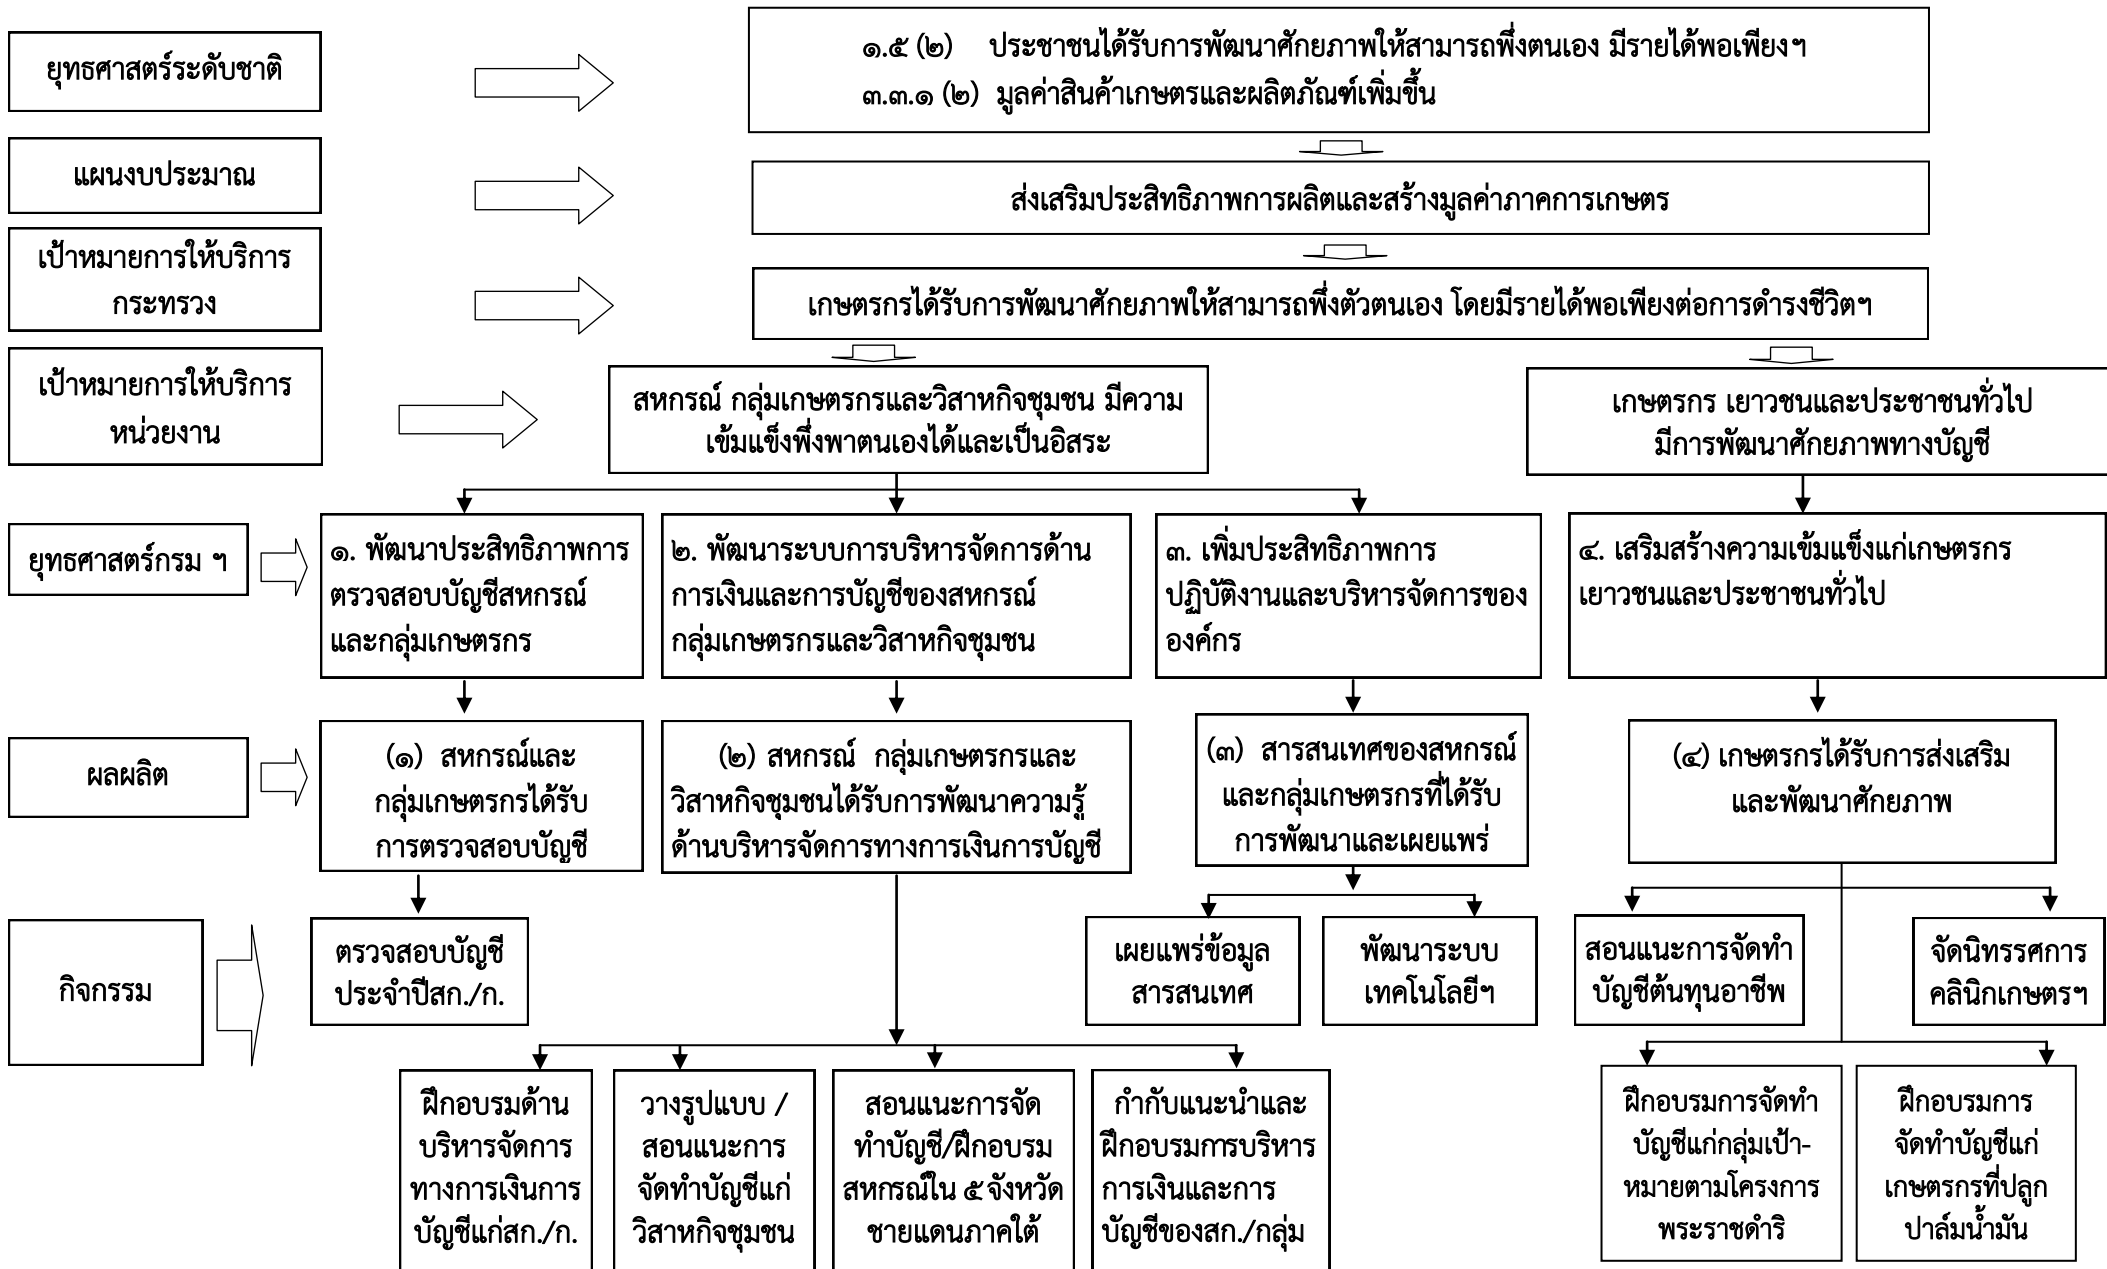 ยุทธศาสตร์ระดับชาติ
๑.๕ (๒) ประชาชนได้รับการพัฒนาศักยภาพให้สามารถพึ่งตนเอง มีรายได้พอเพียงฯ
๓.๓.๑ (๒) มูลค่าสินค้าเกษตรและผลิตภัณฑ์เพิ่มขึ้น
แผนงบประมาณ
ส่งเสริมประสิทธิภาพการผลิตและสร้างมูลค่าภาคการเกษตร
เป้าหมายการให้บริการ
กระทรวง
เกษตรกรได้รับการพัฒนาศักยภาพให้สามารถพึ่งตัวตนเอง โดยมีรายได้พอเพียงต่อการดำรงชีวิตฯ
เป้าหมายการให้บริการ
หน่วยงาน
สหกรณ์ กลุ่มเกษตรกรและวิสาหกิจชุมชน มีความ
เข้มแข็งพึ่งพาตนเองได้และเป็นอิสระ
เกษตรกร เยาวชนและประชาชนทั่วไป
มีการพัฒนาศักยภาพทางบัญชี
ยุทธศาสตร์กรม ฯ
๑. พัฒนาประสิทธิภาพการ
ตรวจสอบบัญชีสหกรณ์
และกลุ่มเกษตรกร
๒. พัฒนาระบบการบริหารจัดการด้าน
การเงินและการบัญชีของสหกรณ์
กลุ่มเกษตรกรและวิสาหกิจชุมชน
๓. เพิ่มประสิทธิภาพการ
ปฏิบัติงานและบริหารจัดการของ
องค์กร
๔. เสริมสร้างความเข้มแข็งแก่เกษตรกร
เยาวชนและประชาชนทั่วไป
ผลผลิต
(๑) สหกรณ์และ
กลุ่มเกษตรกรได้รับ
การตรวจสอบบัญชี
(๒) สหกรณ์ กลุ่มเกษตรกรและ
วิสาหกิจชุมชนได้รับการพัฒนาความรู้
ด้านบริหารจัดการทางการเงินการบัญชี
(๓) สารสนเทศของสหกรณ์
และกลุ่มเกษตรกรที่ได้รับ
การพัฒนาและเผยแพร่
(๔) เกษตรกรได้รับการส่งเสริม
และพัฒนาศักยภาพ
กิจกรรม
ตรวจสอบบัญชี
ประจำปีสก./ก.
เผยแพร่ข้อมูล
สารสนเทศ
พัฒนาระบบ
เทคโนโลยีฯ
สอนแนะการจัดทำ
บัญชีต้นทุนอาชีพ
จัดนิทรรศการ
คลินิกเกษตรฯ
ฝึกอบรมด้าน
บริหารจัดการ
ทางการเงินการ
บัญชีแก่สก./ก.
วางรูปแบบ /
สอนแนะการ
จัดทำบัญชีแก่
วิสาหกิจชุมชน
สอนแนะการจัด
ทำบัญชี/ฝึกอบรม
สหกรณ์ใน ๕ จังหวัด
ชายแดนภาคใต้
กำกับแนะนำและ
ฝึกอบรมการบริหาร
การเงินและการ
บัญชีของสก./กลุ่ม
ฝึกอบรมการจัดทำ
บัญชีแก่กลุ่มเป้า-
หมายตามโครงการ
พระราชดำริ
ฝึกอบรมการ
จัดทำบัญชีแก่
เกษตรกรที่ปลูก
ปาล์มน้ำมัน